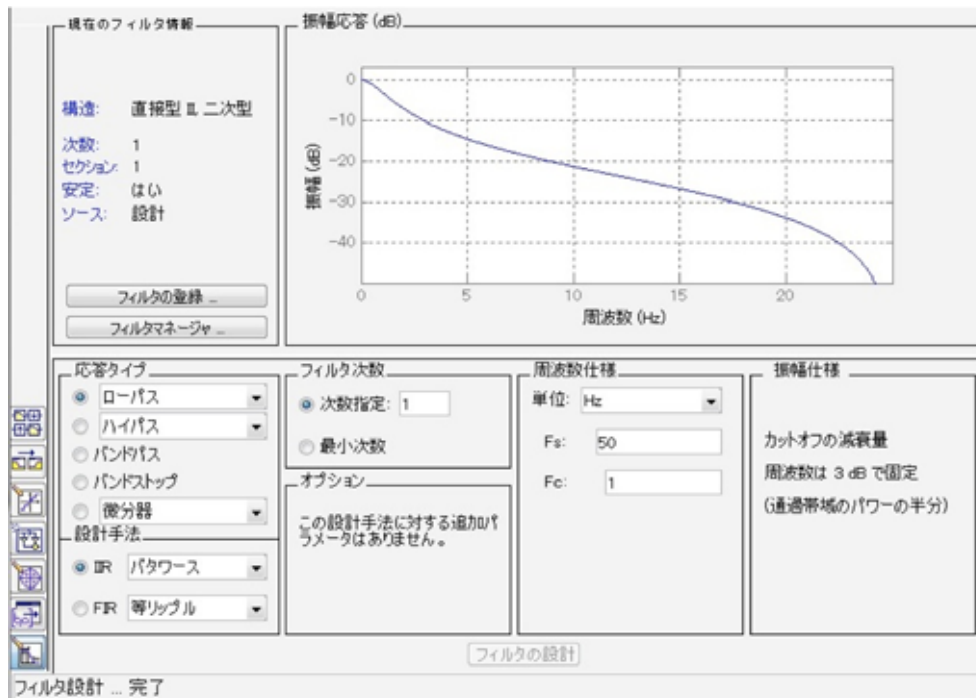 現在のフィルタ情報
構造: 直接型 II, 二次型
次数: 1
セクション: 1
安定: はい
ソース: 設計
フィルタの登録 ...
フィルタマネージャ ...
振幅応答 (dB)
振幅 (dB)
0
-10
-20
-30
-40
0 5 10 15 20
周波数 (Hz)
応答タイプ
ローパス
ハイパス
バンドパス
バンドストップ
微分器
設計手法
IIR バタワース
FIR 等リップル
フィルタ次数
次数指定: 1
最小次数
オプション
この設計手法に対する追加パ
ラメータはありません。
周波数仕様
単位: Hz
Fs: 50
Fc: 1
振幅仕様
カットオフの減衰量
周波数は 3 dB で固定
(通過帯域のパワーの半分)
フィルタの設計
フィルタ設計 ... 完了